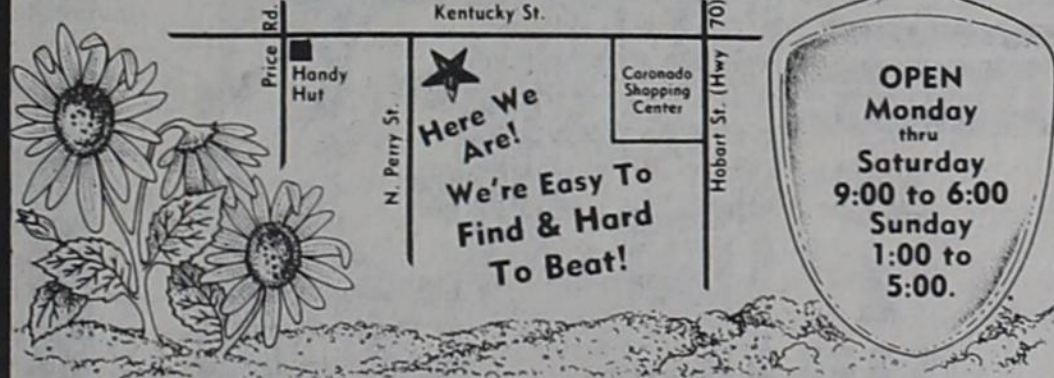 Kentucky St.
Price Rd.
Handy
Hut
N. Perry St.
Here We
Are!
Coronado
Shopping
Center
Hobart St. (Hwy 70)
We're Easy To
Find & Hard
To Beat!
OPEN
Monday
thru
Saturday
9:00 to 6:00
Sunday
1:00 to
5:00.